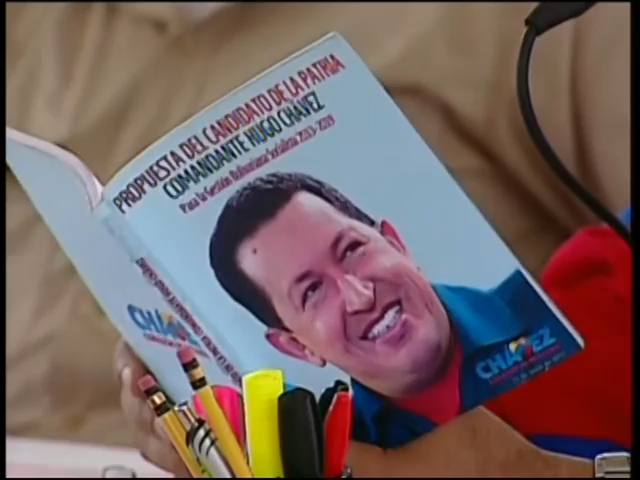 PROPUESTA DEL CANDIDATO DE LA PATRIA
COMANDANTE HUGO CHÁVEZ
Para la Gestión Bolivariana Socialista 2013-2019
CHÁVEZ
CHÁVEZ